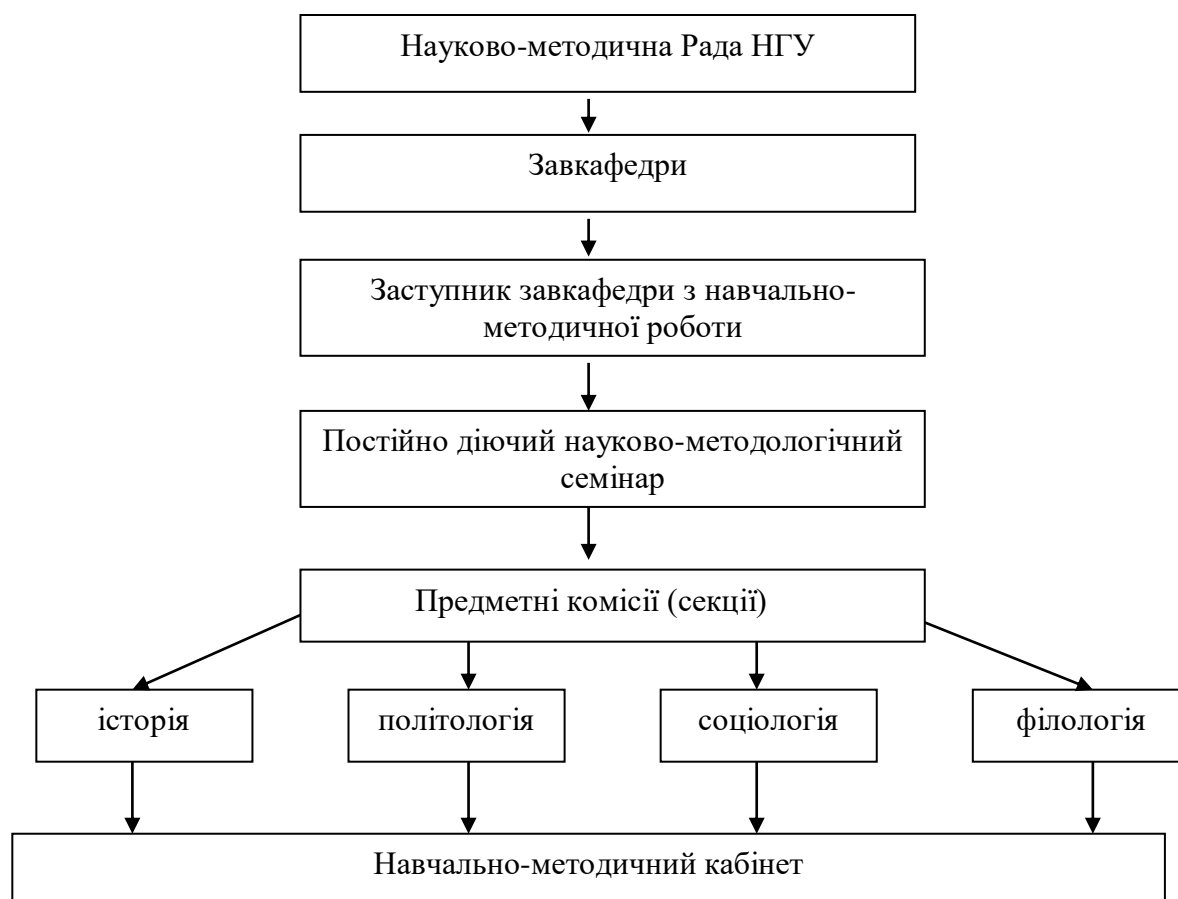 Науково-методична Рада НГУ
Завкафедри
Заступник завкафедри з навчально-
методичної роботи
Постійно діючий науково-методологічний
семінар
Предметні комісії (секції)
історія
політологія
соціологія
філологія
Навчально-методичний кабінет